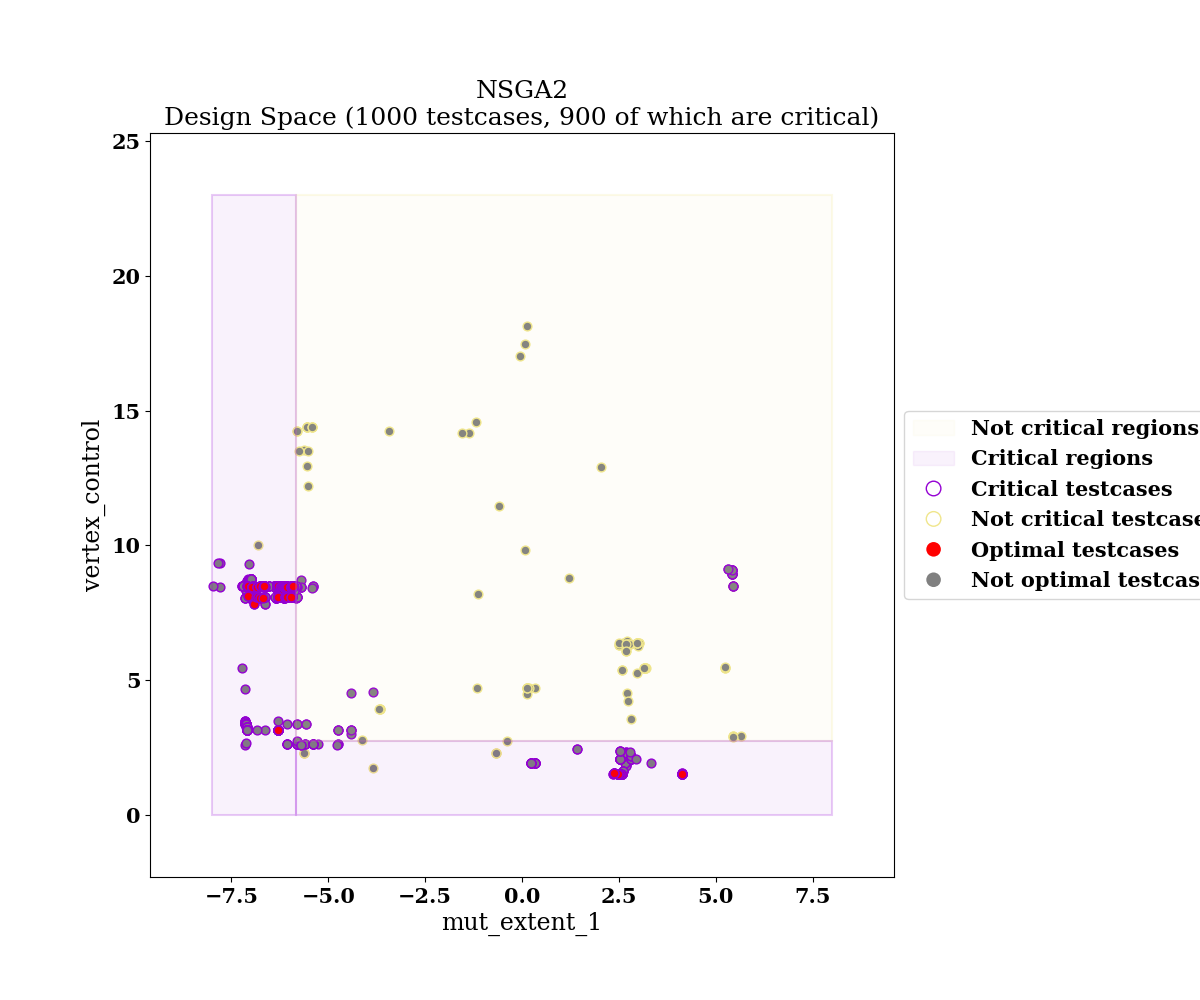 NSGA2
Design Space (1000 testcases, 900 of which are critical)
25
20
15
10
5
0
vertex_control
−7.5
−5.0
−2.5
0.0
2.5
5.0
7.5
mut_extent_1
Not critical regions
Critical regions
Critical testcases
Not critical testcase
Optimal testcases
Not optimal testcas